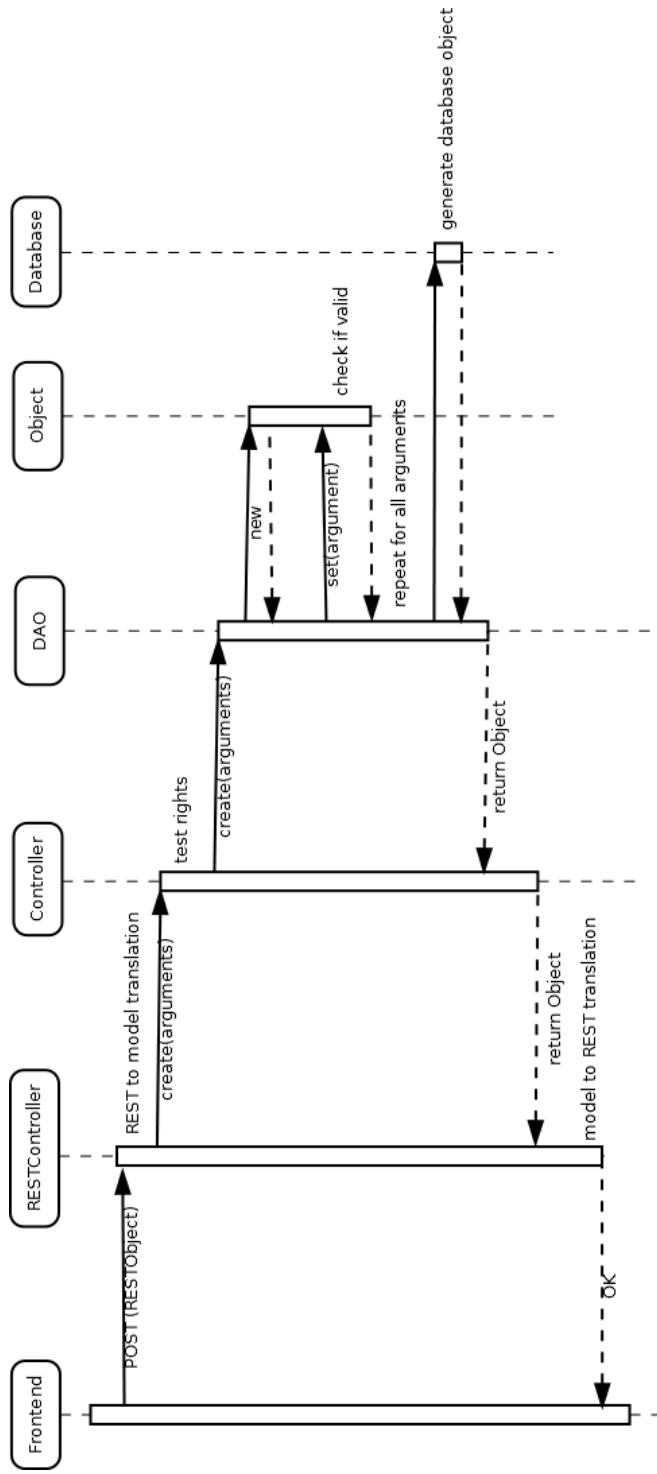 Frontend
RESTController
Controller
DAO
Object
Database
POST (RESTObject)
REST to model translation
create(arguments)
test rights
create(arguments)
new
set(argument)
check if valid
repeat for all arguments
generate database object
return Object
return Object
model to REST translation
OK